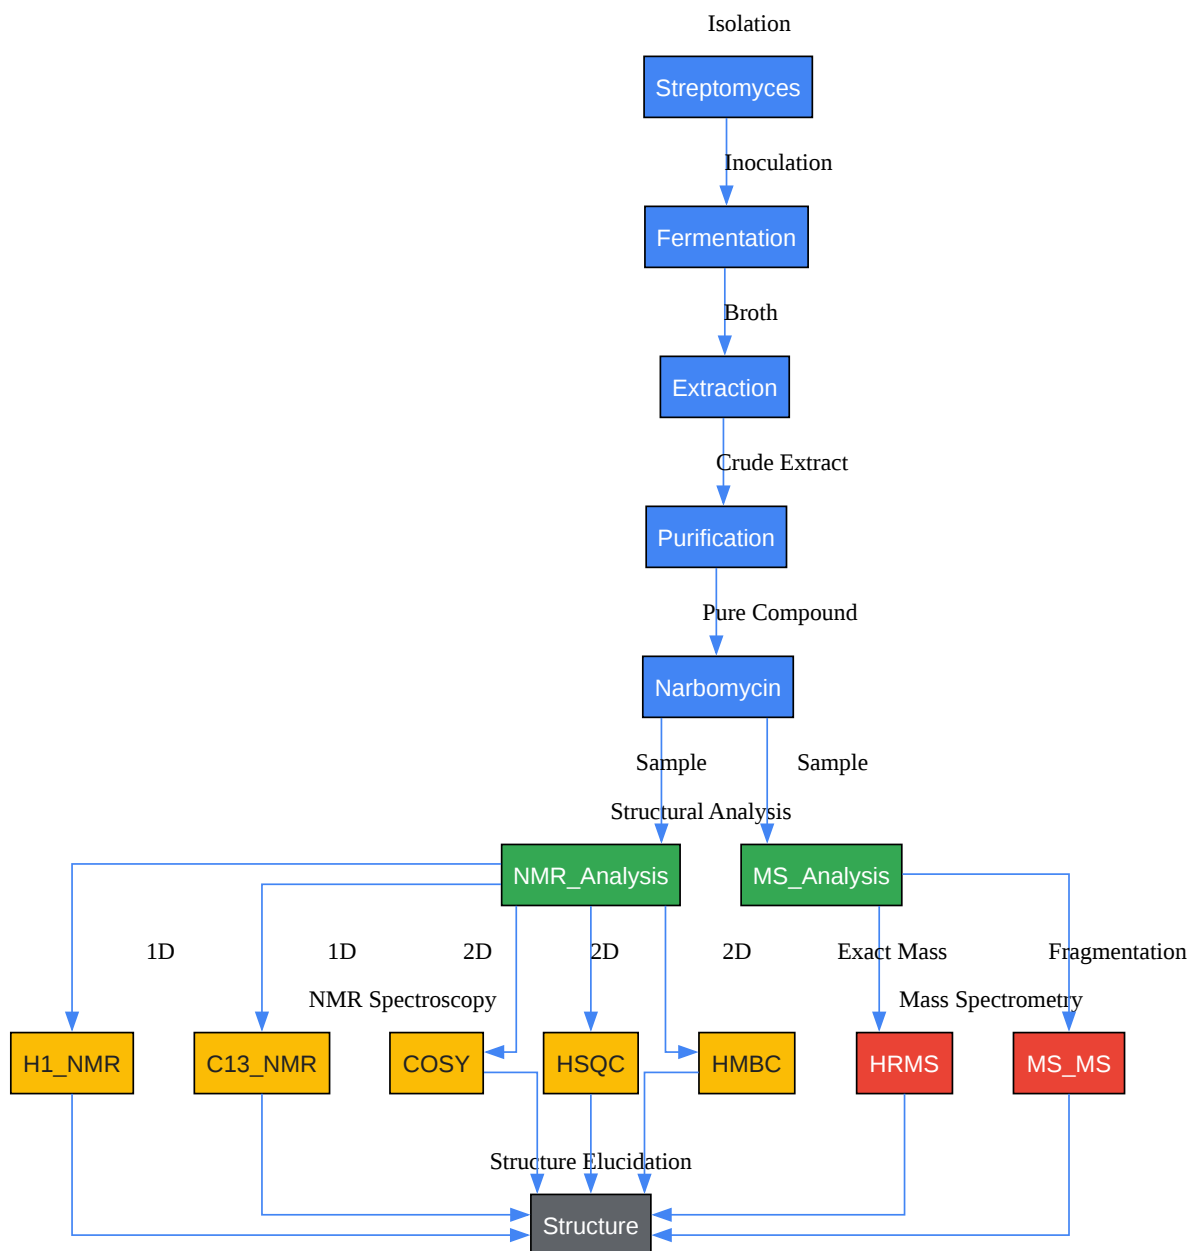 Isolation
Streptomyces
Inoculation
Fermentation
Broth
Extraction
Crude Extract
Purification
Pure Compound
Narbomycin
Sample Sample
Structural Analysis
NMR_Analysis MS_Analysis
1D 1D 2D 2D 2D Exact Mass Fragmentation
NMR Spectroscopy Mass Spectrometry
H1_NMR C13_NMR COSY HSQC HMBC HRMS MS_MS
Structure Elucidation
Structure